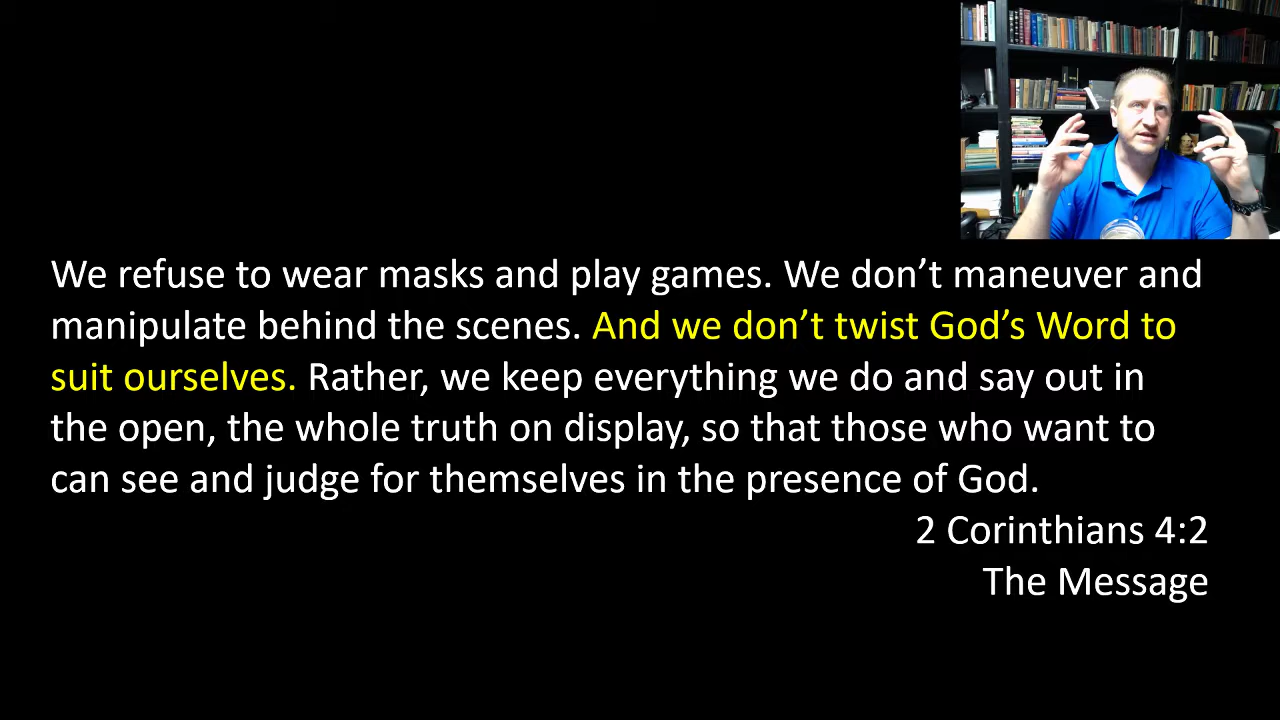 We refuse to wear masks and play games. We don’t maneuver and
manipulate behind the scenes. And we don’t twist God’s Word to
suit ourselves. Rather, we keep everything we do and say out in
the open, the whole truth on display, so that those who want to
can see and judge for themselves in the presence of God.
2 Corinthians 4:2
The Message